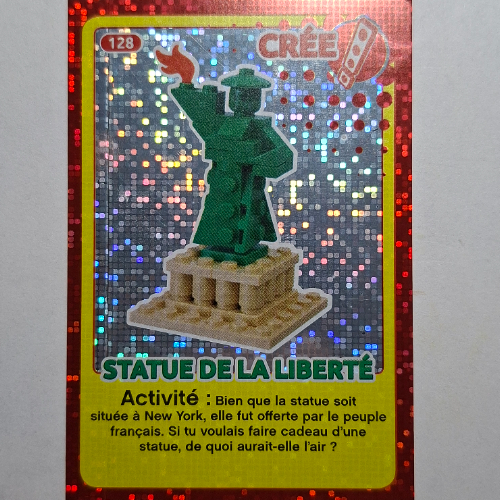 128
CRÉE
STATUE DE LA LIBERTÉ
Activité : Bien que la statue soit
située à New York, elle fut offerte par le peuple
français. Si tu voulais faire cadeau d'une
statue, de quoi aurait-elle l'air ?